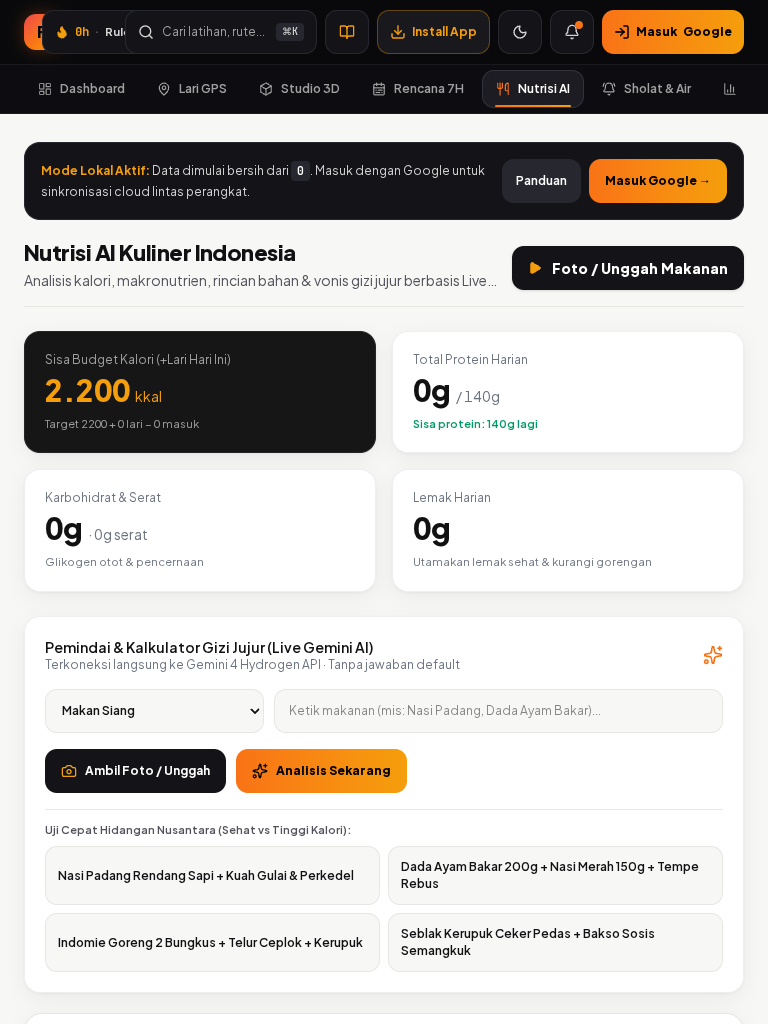 0h · Rul
Cari latihan, rute... ⌘K
Install App
Masuk Google
Dashboard
Lari GPS
Studio 3D
Rencana 7H
Nutrisi AI
Sholat & Air
Mode Lokal Aktif: Data dimulai bersih dari 0. Masuk dengan Google untuk
sinkronisasi cloud lintas perangkat.
Panduan
Masuk Google →
Nutrisi AI Kuliner Indonesia
Analisis kalori, makronutrien, rincian bahan & vonis gizi jujur berbasis Live...
Foto / Unggah Makanan
Sisa Budget Kalori (+Lari Hari Ini)
2.200 kkal
Target 2200 + 0 lari − 0 masuk
Total Protein Harian
0g / 140g
Sisa protein: 140g lagi
Karbohidrat & Serat
0g · 0g serat
Glikogen otot & pencernaan
Lemak Harian
0g
Utamakan lemak sehat & kurangi gorengan
Pemindai & Kalkulator Gizi Jujur (Live Gemini AI)
Terkoneksi langsung ke Gemini 4 Hydrogen API · Tanpa jawaban default
Makan Siang
Ketik makanan (mis: Nasi Padang, Dada Ayam Bakar)...
Ambil Foto / Unggah
Analisis Sekarang
Uji Cepat Hidangan Nusantara (Sehat vs Tinggi Kalori):
Nasi Padang Rendang Sapi + Kuah Gulai & Perkedel
Dada Ayam Bakar 200g + Nasi Merah 150g + Tempe
Rebus
Indomie Goreng 2 Bungkus + Telur Ceplok + Kerupuk
Seblak Kerupuk Ceker Pedas + Bakso Sosis
Semangkuk